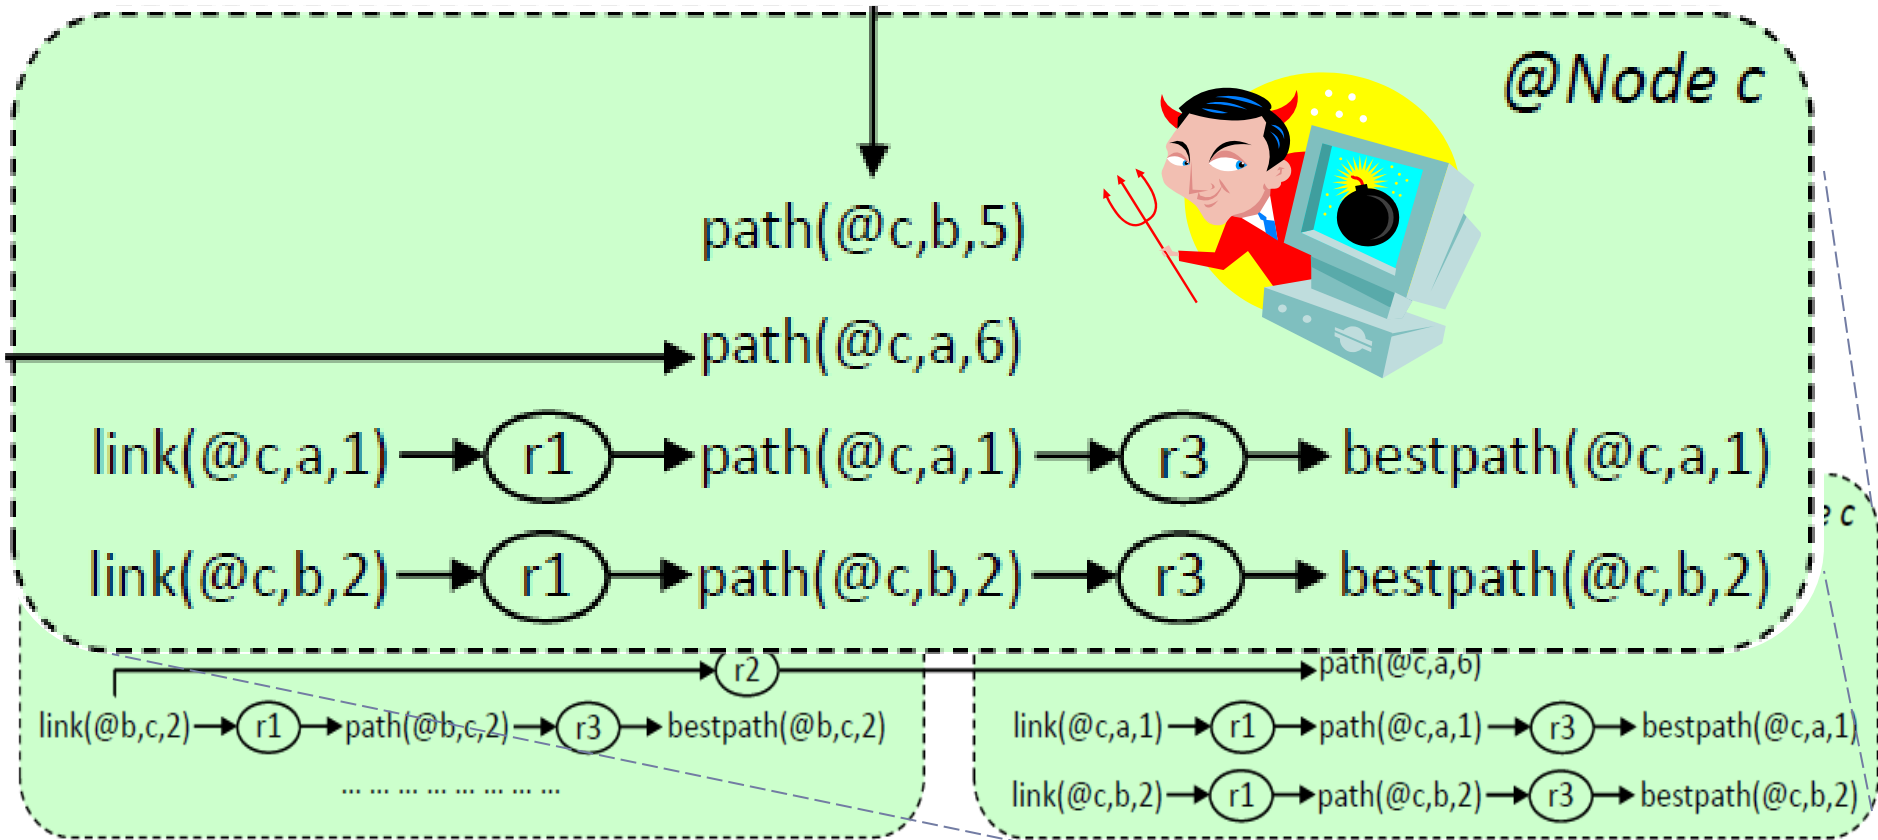 @Node c
path(@c,b,5)
path(@c,a,6)
link(@c,a,1) r1 path(@c,a,1) r3 bestpath(@c,a,1)
link(@c,b,2) r1 path(@c,b,2) r3 bestpath(@c,b,2)
c
r2 path(@c,a,6)
link(@b,c,2) r1 path(@b,c,2) r3 bestpath(@b,c,2)
link(@c,a,1) r1 path(@c,a,1) r3 bestpath(@c,a,1)
... ... ... ... ... ... ... ...
link(@c,b,2) r1 path(@c,b,2) r3 bestpath(@c,b,2)